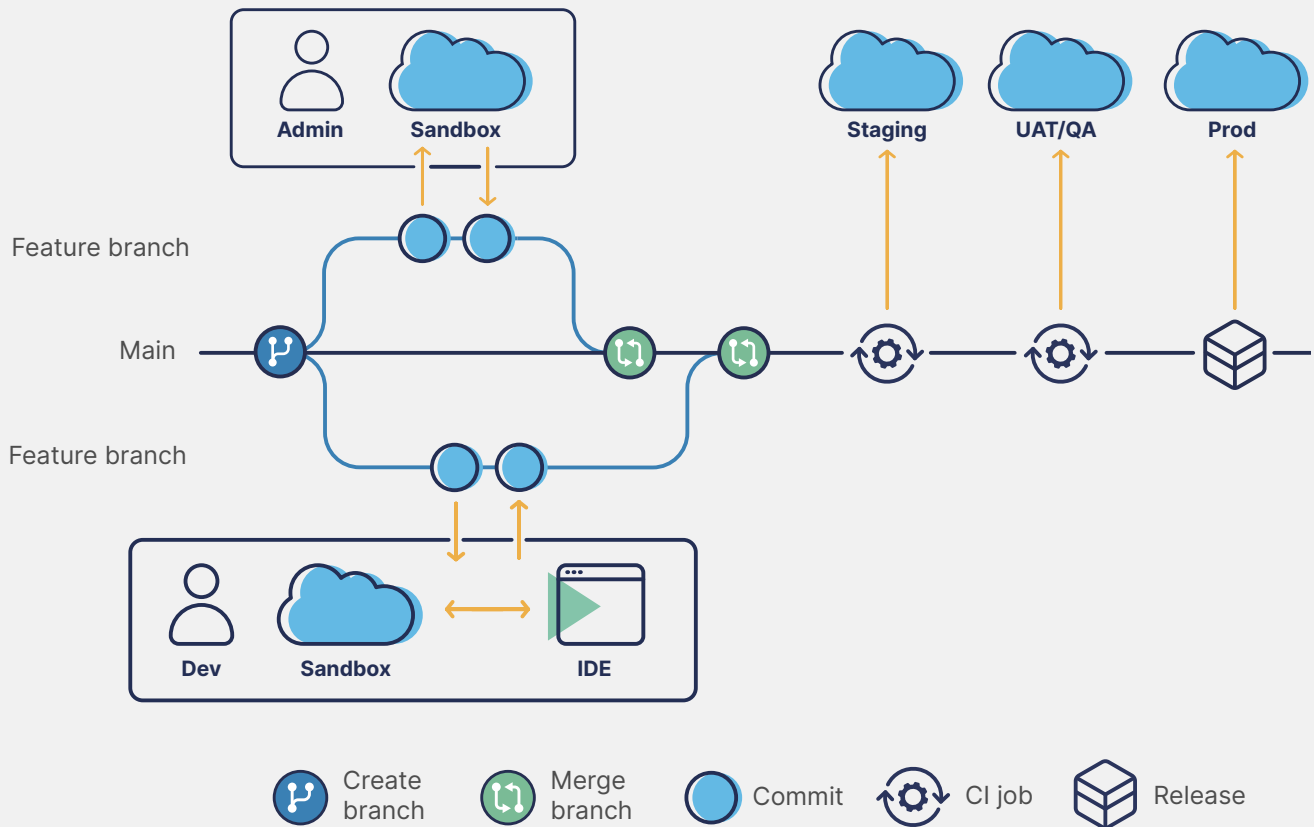 Admin
Sandbox
Staging
UAT/QA
Prod
Feature branch
Main
Feature branch
Dev
Sandbox
IDE
Create
branch
Merge
branch
Commit
CI job
Release